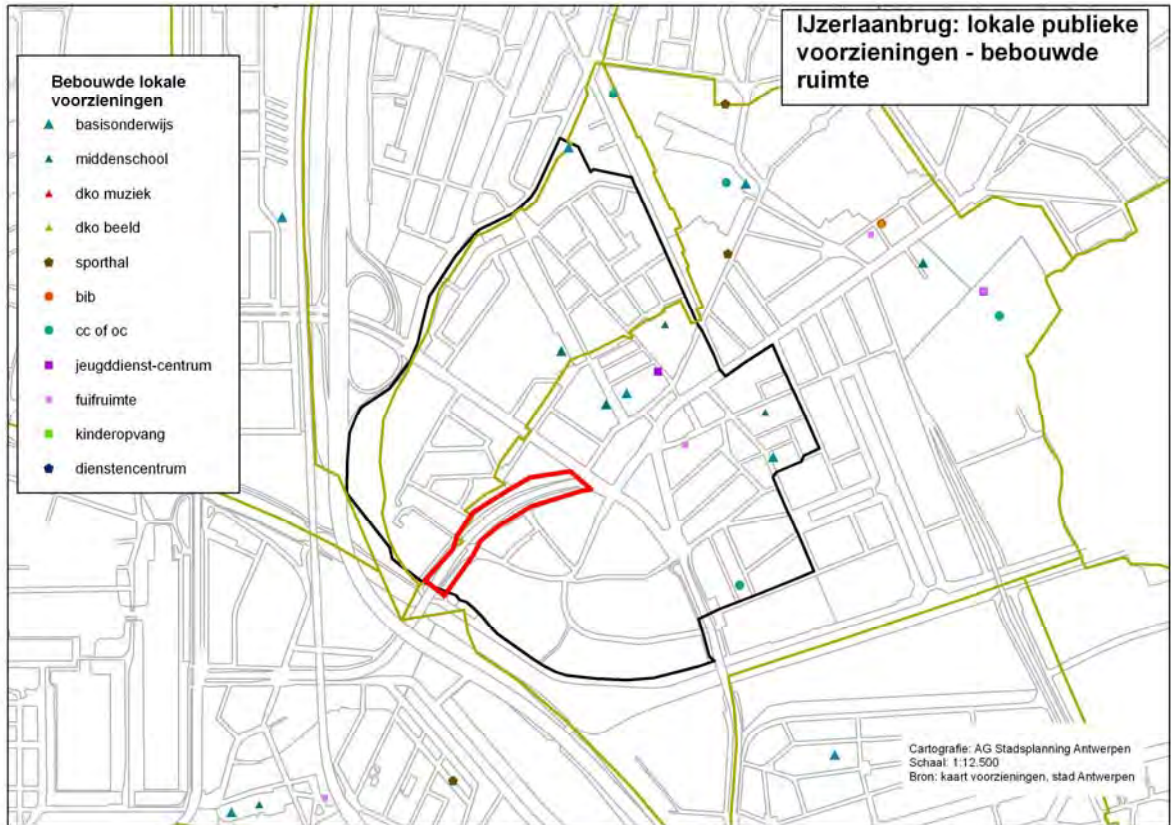 IJzerlaanbrug: lokale publieke
voorzieningen - bebouwde
ruimte
Bebouwde lokale
voorzieningen
basisonderwijs
middenschool
dko muziek
dko beeld
sporthal
bib
cc of oc
jeugddienst-centrum
fuifruimte
kinderopvang
dienstencentrum
Cartografie: AG Stadsplanning Antwerpen
Schaal: 1:12.500
Bron: kaart voorzieningen, stad Antwerpen